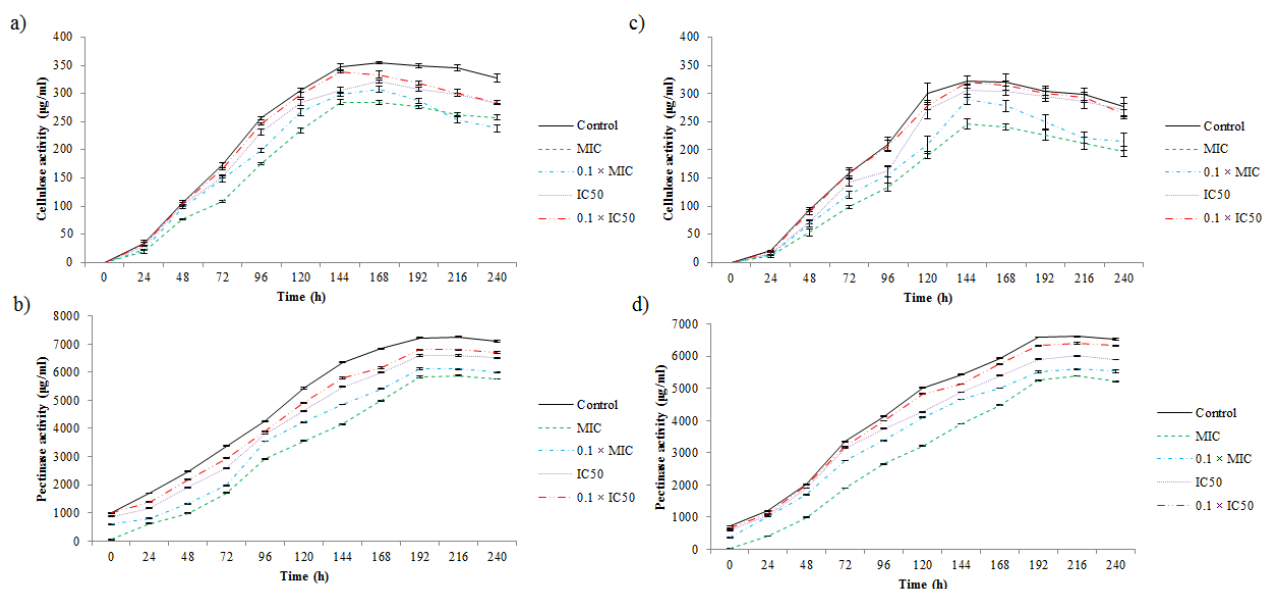 a)
Cellulose activity (µg/ml)
400
350
300
250
200
150
100
50
0
0 24 48 72 96 120 144 168 192 216 240
Time (h)
Control
MIC
0.1 × MIC
IC50
0.1 × IC50
b)
Pectinase activity (µg/ml)
8000
7000
6000
5000
4000
3000
2000
1000
0
0 24 48 72 96 120 144 168 192 216 240
Time (h)
Control
MIC
0.1 × MIC
IC50
0.1 × IC50
c)
Cellulose activity (µg/ml)
400
350
300
250
200
150
100
50
0
0 24 48 72 96 120 144 168 192 216 240
Time (h)
Control
MIC
0.1 × MIC
IC50
0.1 × IC50
d)
Pectinase activity (µg/ml)
7000
6000
5000
4000
3000
2000
1000
0
0 24 48 72 96 120 144 168 192 216 240
Time (h)
Control
MIC
0.1 × MIC
IC50
0.1 × IC50